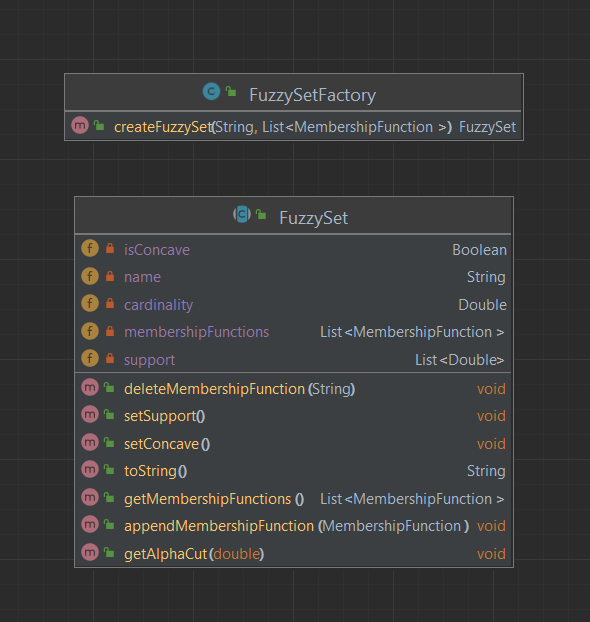 C FuzzySetFactory
m createFuzzySet(String, List<MembershipFunction >) FuzzySet
C FuzzySet
f isConcave Boolean
f name String
f cardinality Double
f membershipFunctions List<MembershipFunction >
f support List<Double>
m deleteMembershipFunction(String) void
m setSupport() void
m setConcave() void
m toString() String
m getMembershipFunctions () List<MembershipFunction >
m appendMembershipFunction (MembershipFunction ) void
m getAlphaCut(double) void